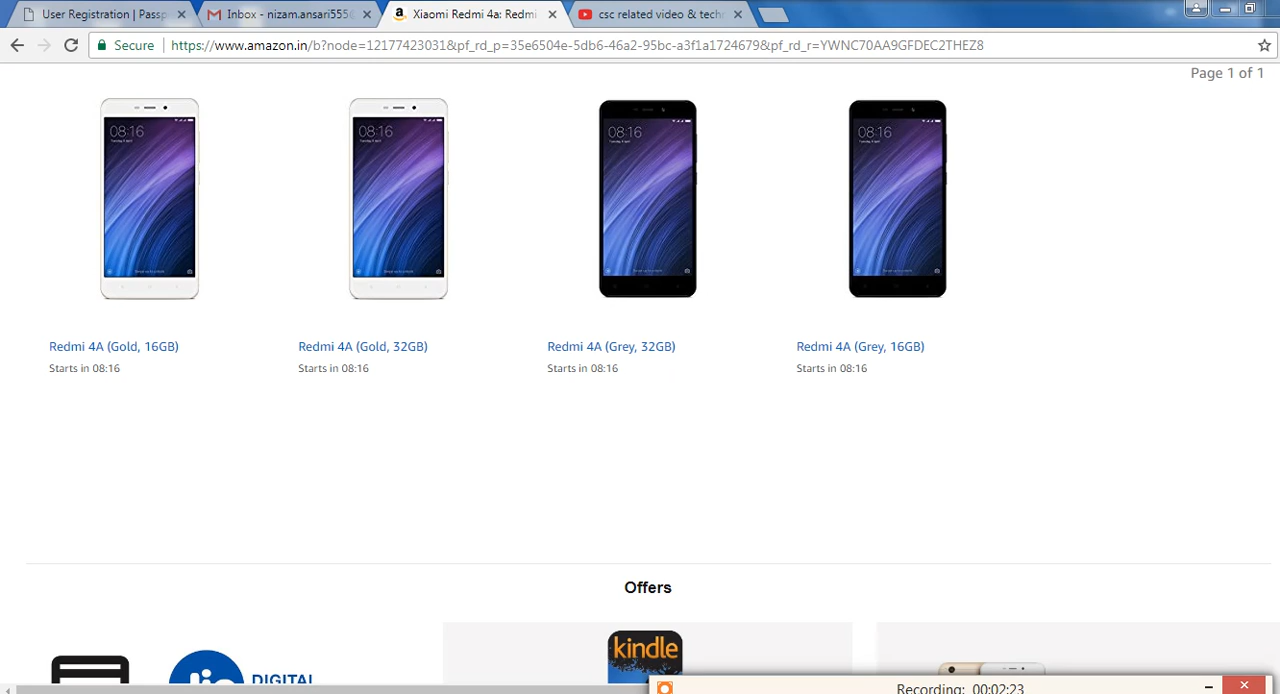 User Registration | Passp
Inbox - nizam.ansari555@
Xiaomi Redmi 4a: Redmi
csc related video & techn
Secure
https://www.amazon.in/b?node=12177423031&pf_rd_p=35e6504e-5db6-46a2-95bc-a3f1a1724679&pf_rd_r=YWNC70AA9GFDEC2THEZ8
Page 1 of 1
08:16
08:16
08:16
08:16
Redmi 4A (Gold, 16GB)
Redmi 4A (Gold, 32GB)
Redmi 4A (Grey, 32GB)
Redmi 4A (Grey, 16GB)
Starts in 08:16
Starts in 08:16
Starts in 08:16
Starts in 08:16
Offers
kindle
DIGITAL
Recording: 00:02:23